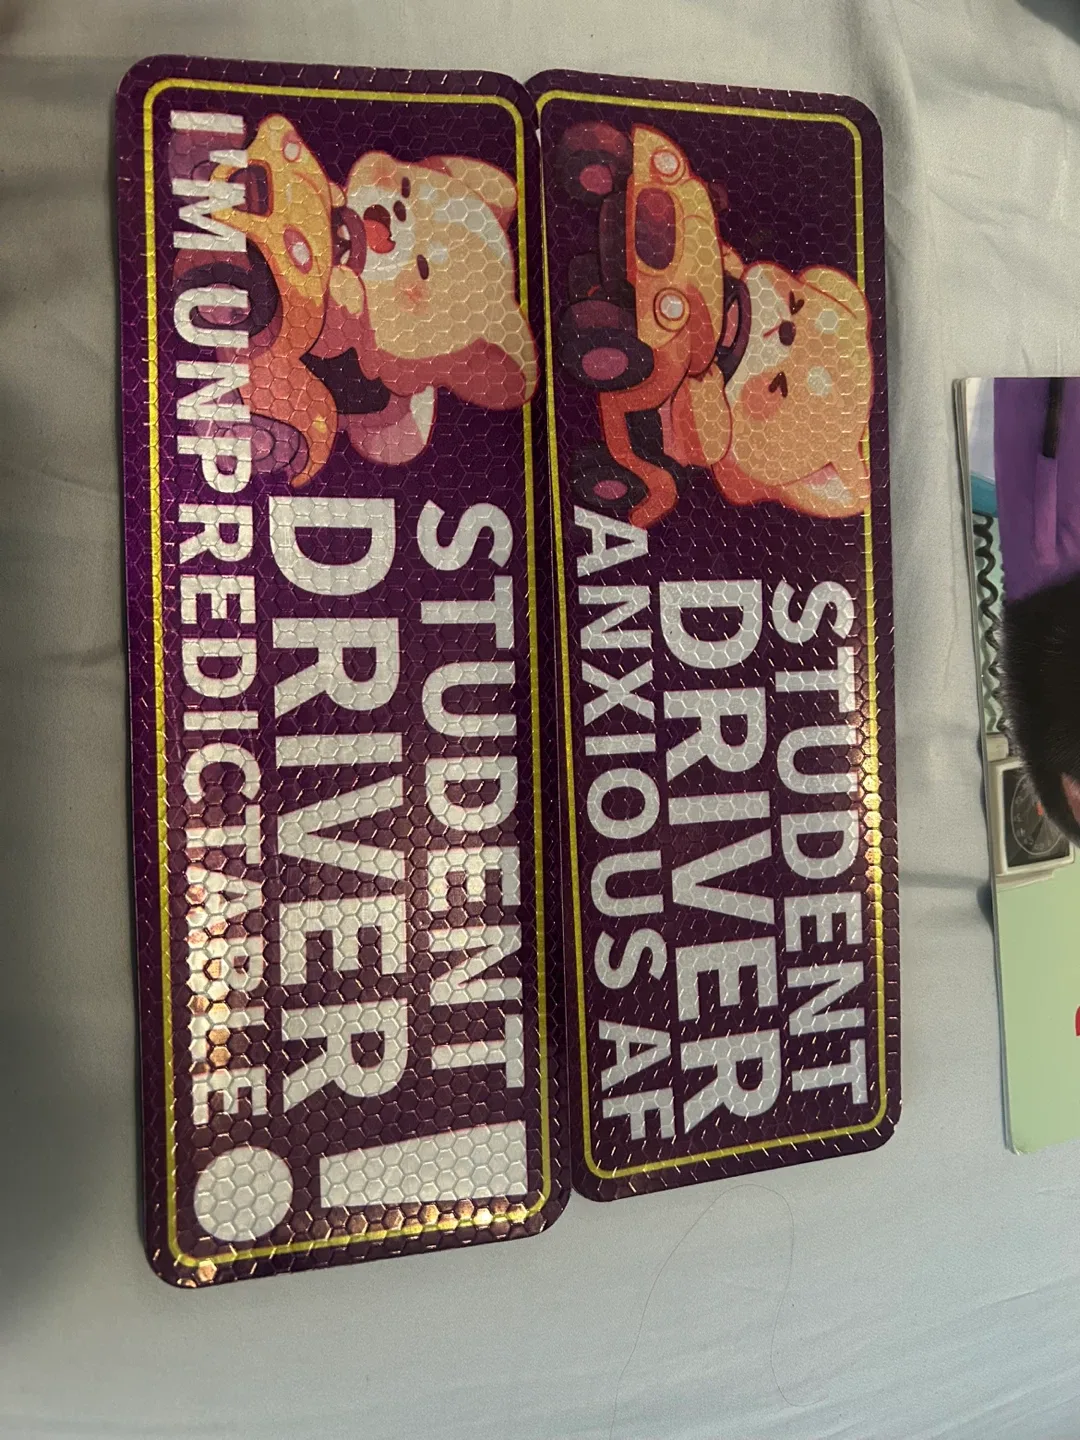 STUDENT
DRIVER
ANXIOUS AF
STUDENT
DRIVER!
I'M UNPREDICTABLE